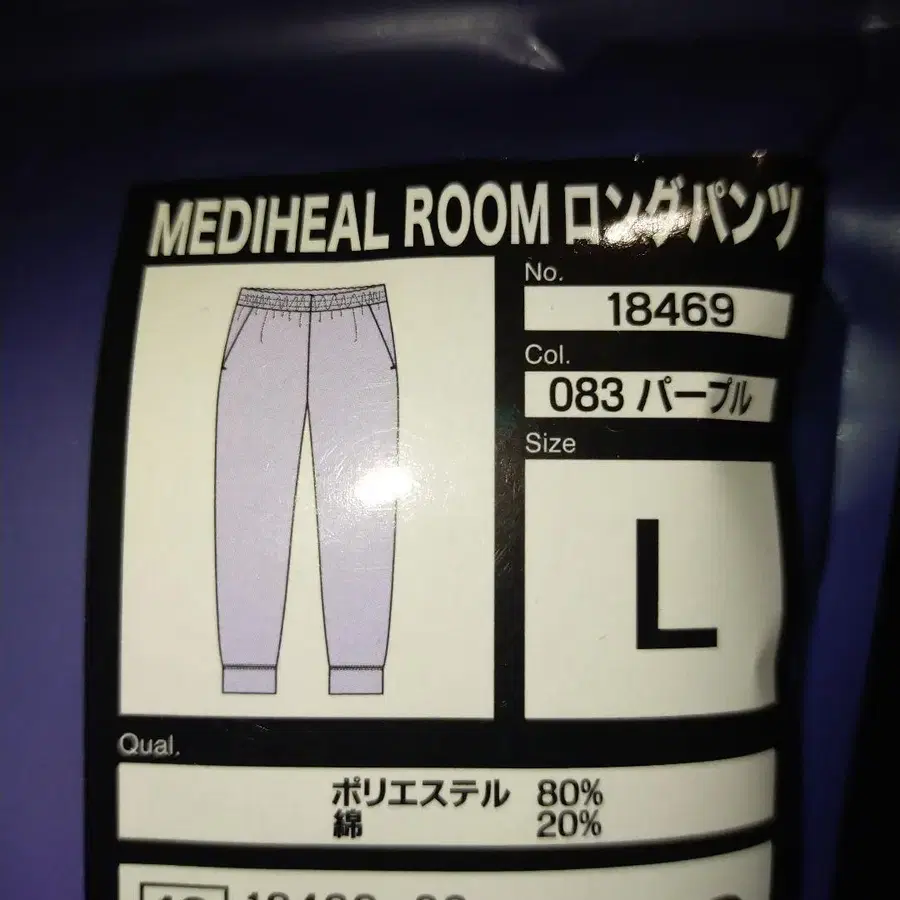 MEDIHEAL ROOM ロングパンツ
No.
18469
Col.
083 パープル
Size
L
Qual.
ポリエステル 80%
綿 20%